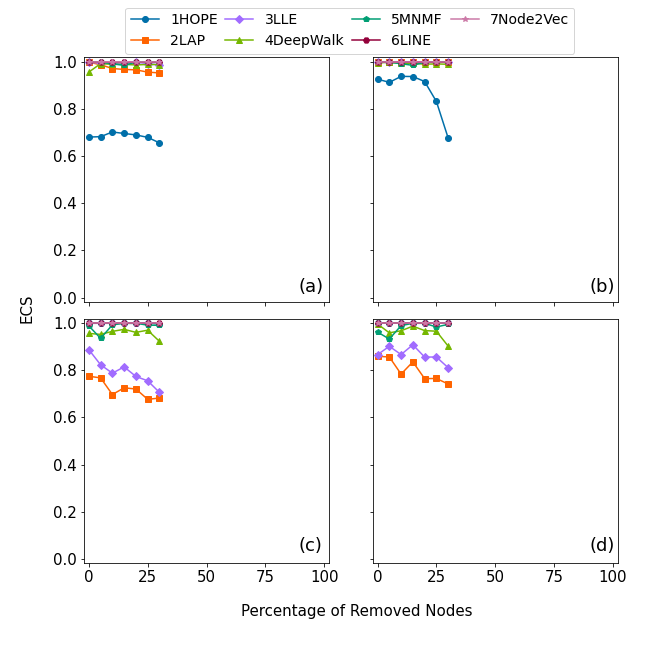 1HOPE 3LLE 5MNMF 7Node2Vec
2LAP 4DeepWalk 6LINE
1.0
0.8
0.6
0.4
0.2
0.0
(a) (b)
ECS
1.0
0.8
0.6
0.4
0.2
0.0
(c) (d)
0 25 50 75 100 0 25 50 75 100
Percentage of Removed Nodes